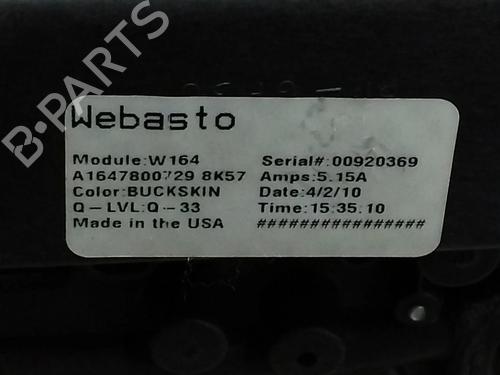 Webasto
Module:W164 Serial#:00920369
A1647800729 8K57 Amps:5.15A
Color:BUCKSKIN Date:4/2/10
Q-LVL:Q-33 Time:15:35.10
Made in the USA ################
B-PARTS